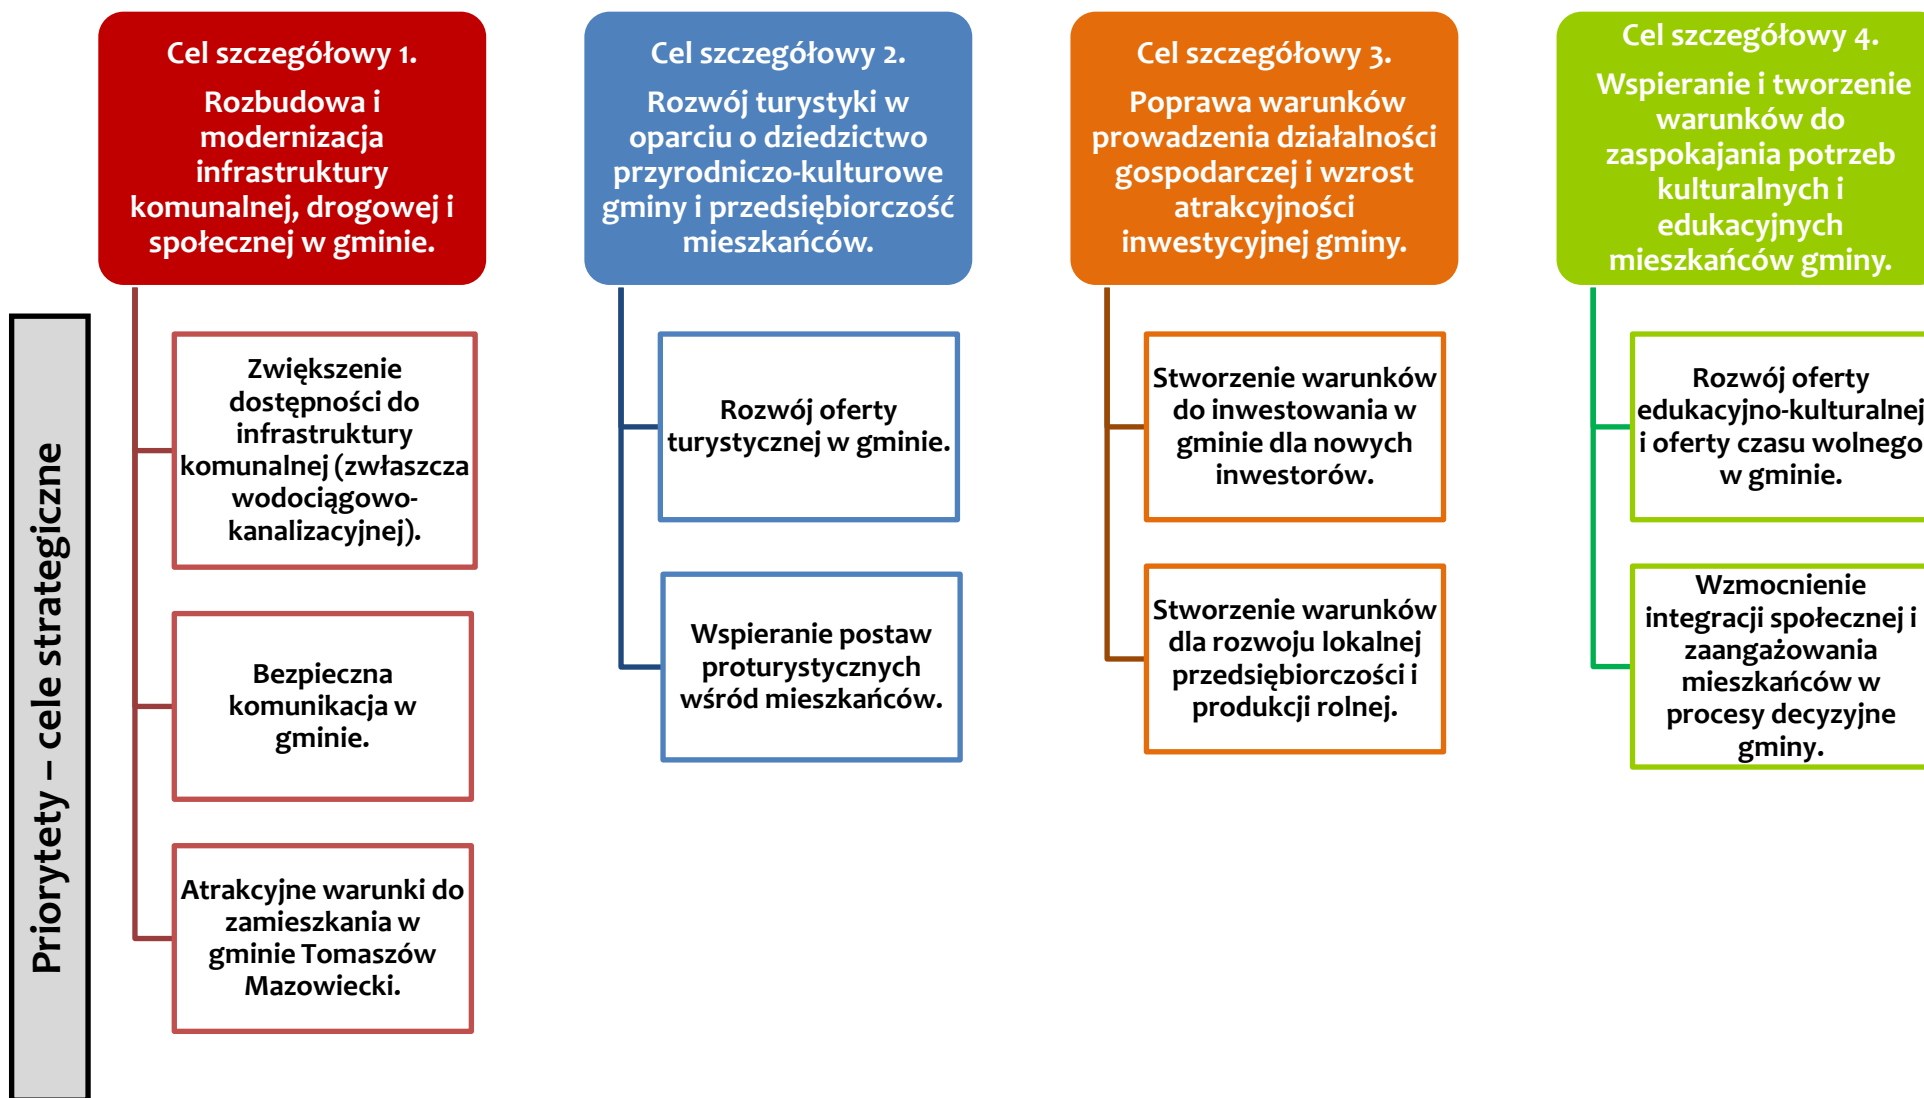 Cel szczegółowy 1.
Rozbudowa i
modernizacja
infrastruktury
komunalnej, drogowej i
społecznej w gminie.
Zwiększenie
dostępności do
infrastruktury
komunalnej (zwłaszcza
wodociągowo-
kanalizacyjnej).
Bezpieczna
komunikacja w
gminie.
Atrakcyjne warunki do
zamieszkania w
gminie Tomaszów
Mazowiecki.
Cel szczegółowy 2.
Rozwój turystyki w
oparciu o dziedzictwo
przyrodniczo-kulturowe
gminy i przedsiębiorczość
mieszkańców.
Rozwój oferty
turystycznej w gminie.
Wspieranie postaw
proturystycznych
wśród mieszkańców.
Cel szczegółowy 3.
Poprawa warunków
prowadzenia działalności
gospodarczej i wzrost
atrakcyjności
inwestycyjnej gminy.
Stworzenie warunków
do inwestowania w
gminie dla nowych
inwestorów.
Stworzenie warunków
dla rozwoju lokalnej
przedsiębiorczości i
produkcji rolnej.
Cel szczegółowy 4.
Wspieranie i tworzenie
warunków do
zaspokajania potrzeb
kulturalnych i
edukacyjnych
mieszkańców gminy.
Rozwój oferty
edukacyjno-kulturalnej
i oferty czasu wolnego
w gminie.
Wzmocnienie
integracji społecznej i
zaangażowania
mieszkańców w
procesy decyzyjne
gminy.
Priorytety – cele strategiczne